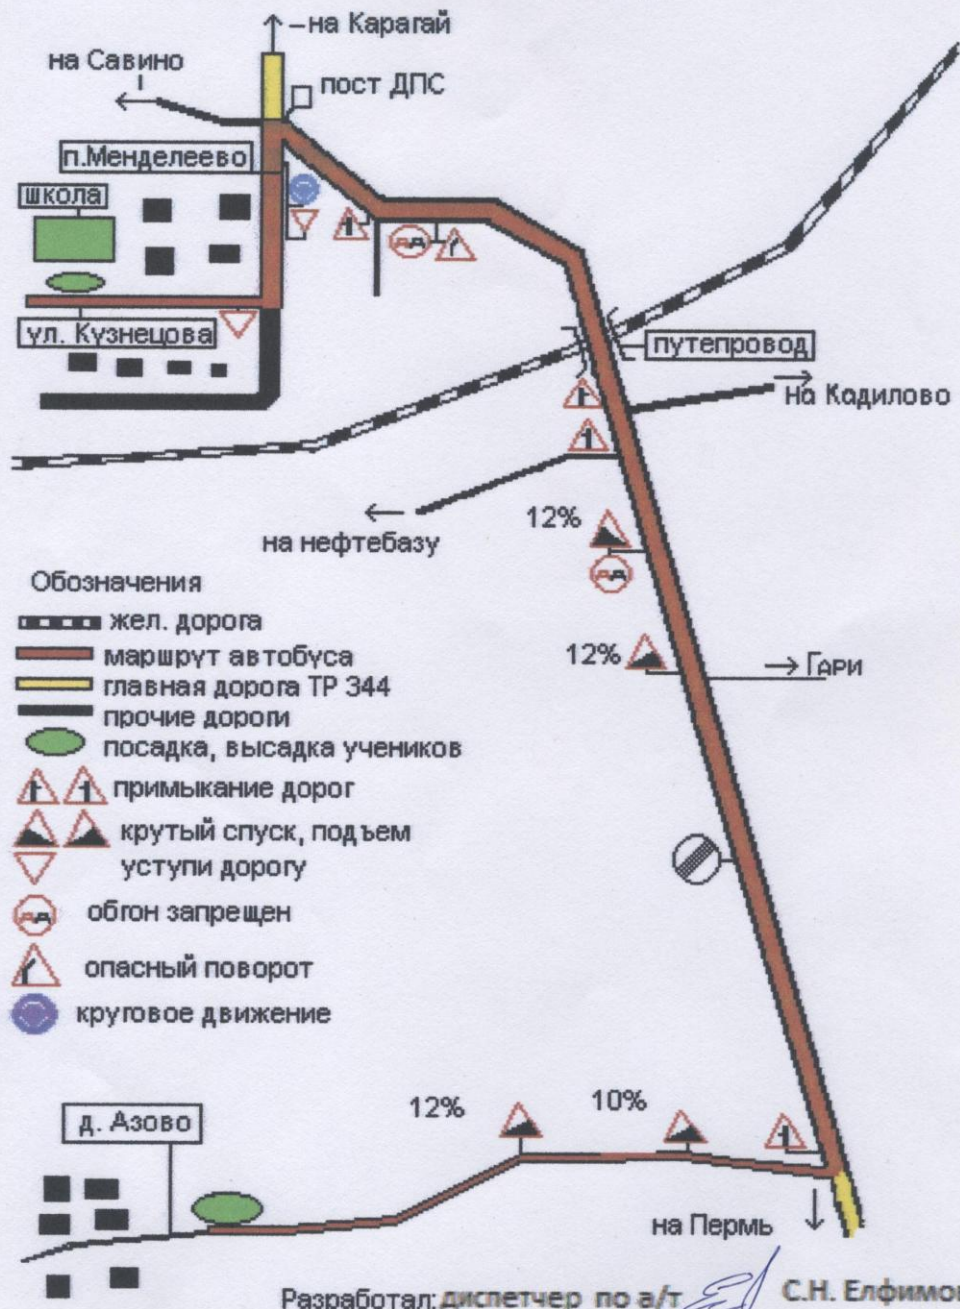 на Карагай
на Савино
пост ДПС
п.Менделеево
школа
ул. Кузнецова
путепровод
на Кадилово
на нефтебазу
12%
12%
Гари
Обозначения
жел. дорога
маршрут автобуса
главная дорога ТР 344
прочие дороги
посадка, высадка учеников
примыкание дорог
крутый спуск, подъем
уступи дорогу
обгон запрещен
опасный поворот
круговое движение
д. Азово
12%
10%
на Пермь
Разработал: диспетчер по а/т С.Н. Елфимов